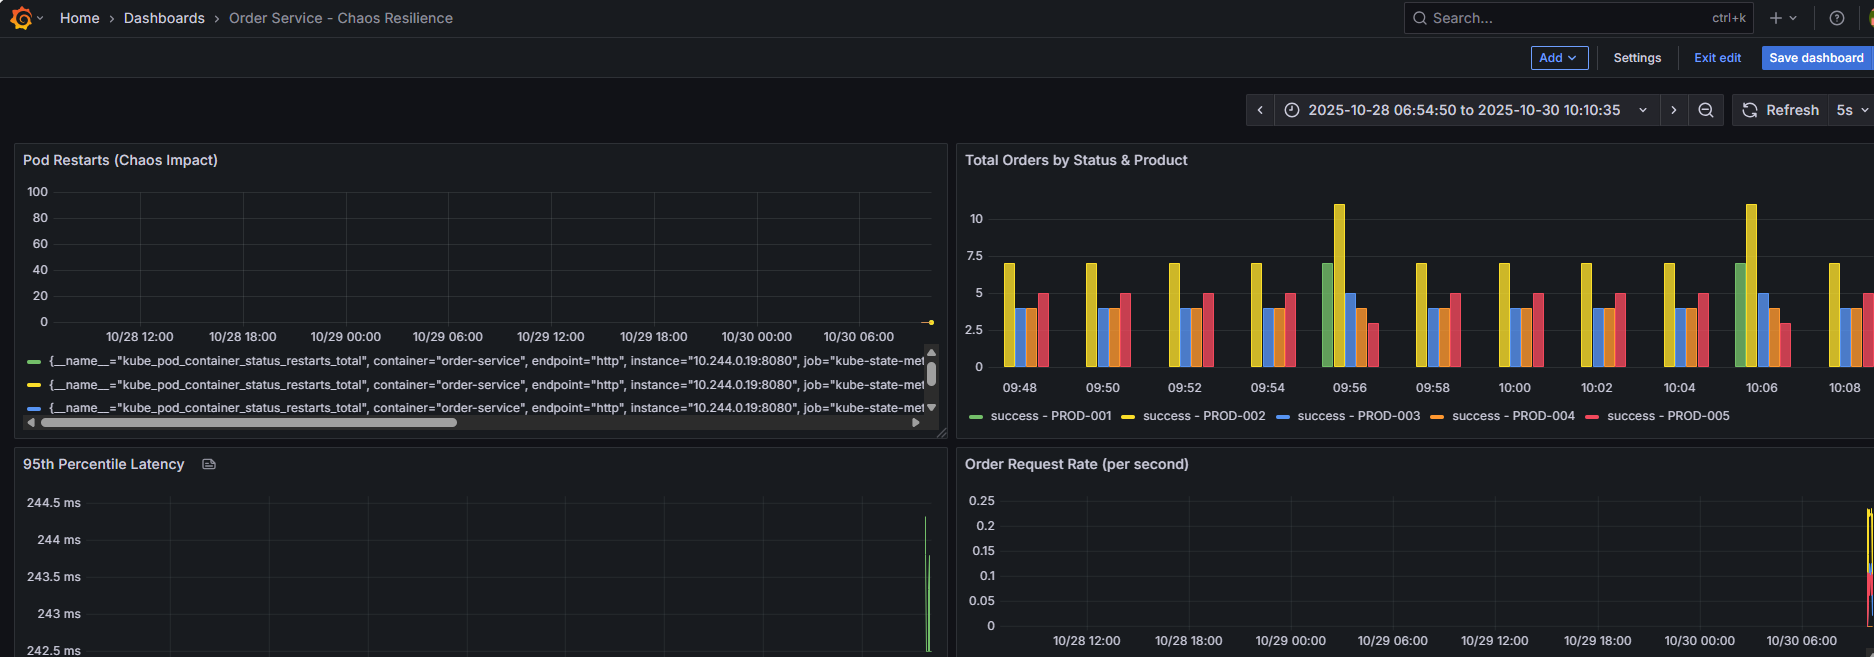 Home › Dashboards › Order Service - Chaos Resilience
Search... ctrl+k
Add Settings Exit edit Save dashboard
2025-10-28 06:54:50 to 2025-10-30 10:10:35 Refresh 5s
Pod Restarts (Chaos Impact)
100
80
60
40
20
0
10/28 12:00 10/28 18:00 10/29 00:00 10/29 06:00 10/29 12:00 10/29 18:00 10/30 00:00 10/30 06:00
{__name__="kube_pod_container_status_restarts_total", container="order-service", endpoint="http", instance="10.244.0.19:8080", job="kube-state-met
{__name__="kube_pod_container_status_restarts_total", container="order-service", endpoint="http", instance="10.244.0.19:8080", job="kube-state-met
{__name__="kube_pod_container_status_restarts_total", container="order-service", endpoint="http", instance="10.244.0.19:8080", job="kube-state-met
Total Orders by Status & Product
10
7.5
5
2.5
0
09:48 09:50 09:52 09:54 09:56 09:58 10:00 10:02 10:04 10:06 10:08
success - PROD-001 success - PROD-002 success - PROD-003 success - PROD-004 success - PROD-005
95th Percentile Latency
244.5 ms
244 ms
243.5 ms
243 ms
242.5 ms
Order Request Rate (per second)
0.25
0.2
0.15
0.1
0.05
0
10/28 12:00 10/28 18:00 10/29 00:00 10/29 06:00 10/29 12:00 10/29 18:00 10/30 00:00 10/30 06:00